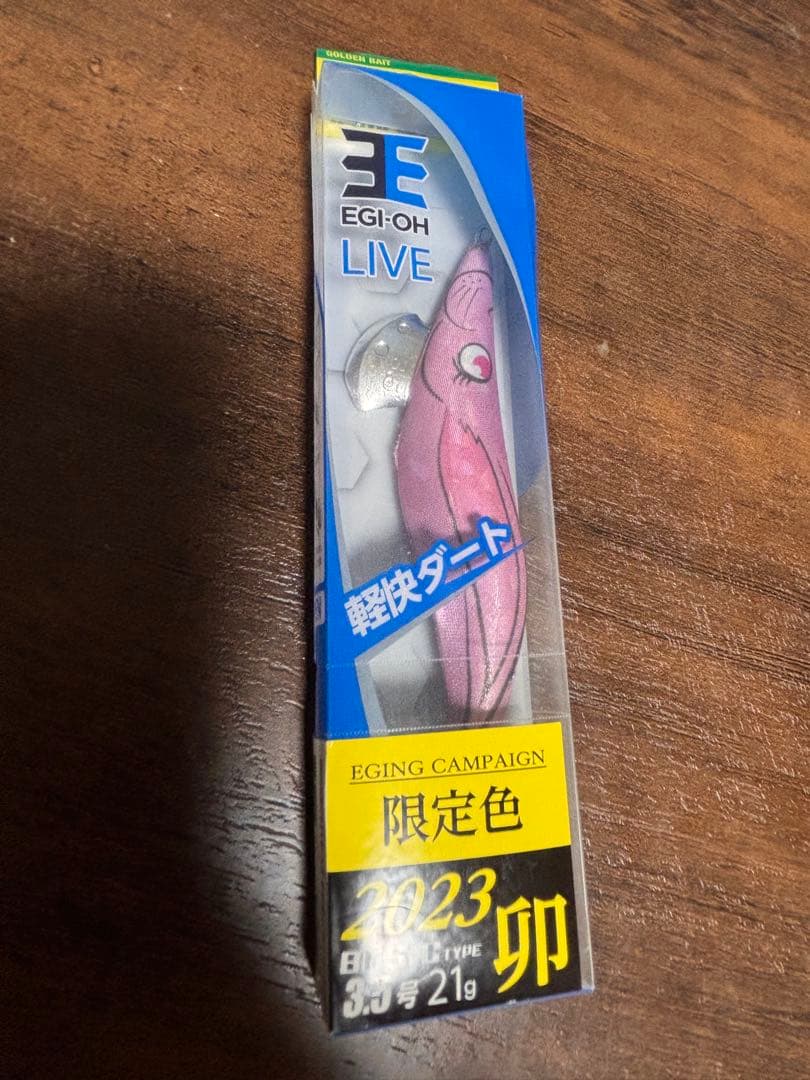 GOLDEN BAIT
王
EGI-OH
LIVE
軽快ダート
EGING CAMPAIGN
限定色
2023 卯
TYPE
3.5号 21g